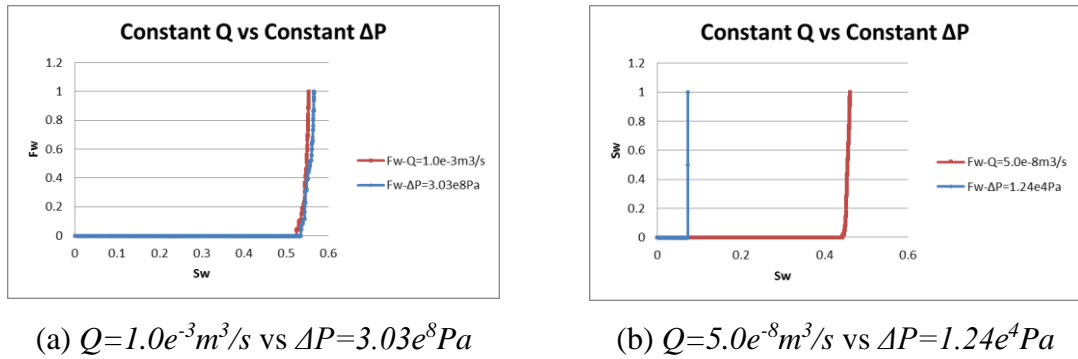 Constant Q vs Constant ΔP
Fw
1.2
1
0.8
0.6
0.4
0.2
0
0 0.1 0.2 0.3 0.4 0.5 0.6
Sw
Fw-Q=1.0e-3m3/s
Fw-ΔP=3.03e8Pa
(a) Q=1.0e⁻³m³/s vs ΔP=3.03e⁸Pa
Constant Q vs Constant ΔP
Sw
1.2
1
0.8
0.6
0.4
0.2
0
0 0.2 0.4 0.6
Sw
Fw-Q=5.0e-8m3/s
Fw-ΔP=1.24e4Pa
(b) Q=5.0e⁻⁸m³/s vs ΔP=1.24e⁴Pa